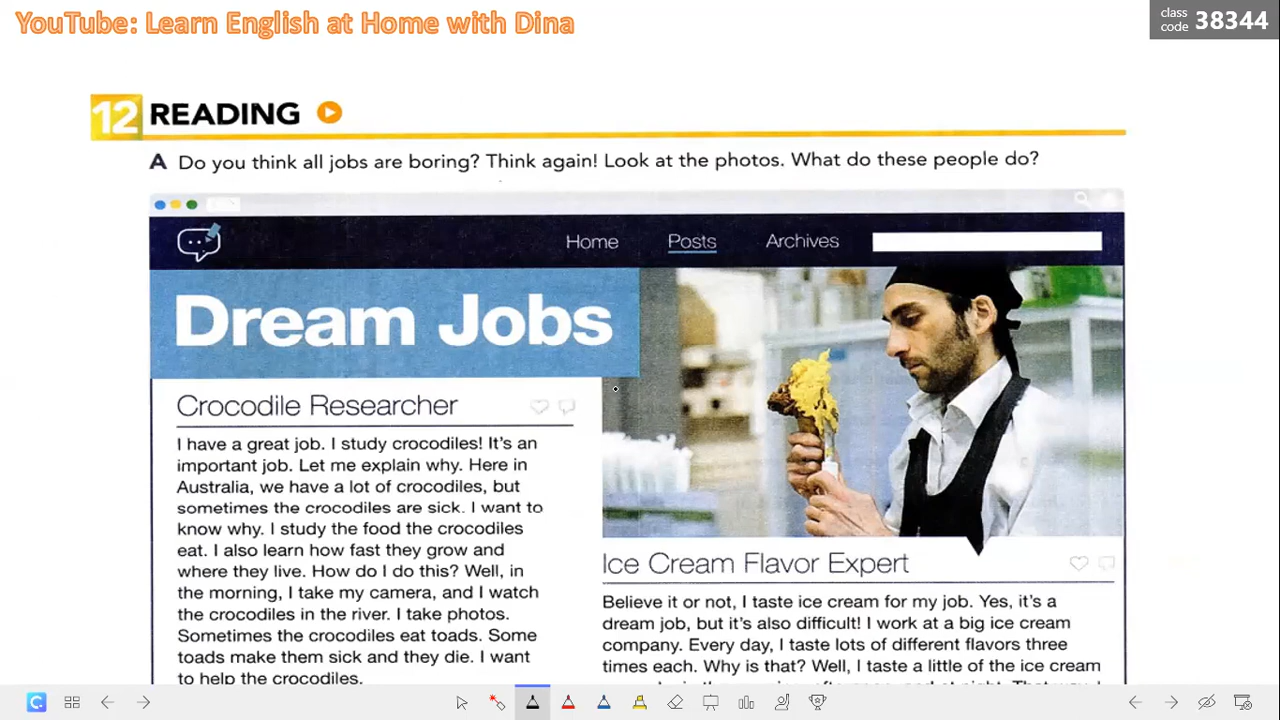 YouTube: Learn English at Home with Dina
class code 38344
12 READING
A Do you think all jobs are boring? Think again! Look at the photos. What do these people do?
Home Posts Archives
Dream Jobs
Crocodile Researcher
I have a great job. I study crocodiles! It's an
important job. Let me explain why. Here in
Australia, we have a lot of crocodiles, but
sometimes the crocodiles are sick. I want to
know why. I study the food the crocodiles
eat. I also learn how fast they grow and
where they live. How do I do this? Well, in
the morning, I take my camera, and I watch
the crocodiles in the river. I take photos.
Sometimes the crocodiles eat toads. Some
toads make them sick and they die. I want
to help the crocodiles.
Ice Cream Flavor Expert
Believe it or not, I taste ice cream for my job. Yes, it's a
dream job, but it's also difficult! I work at a big ice cream
company. Every day, I taste lots of different flavors three
times each. Why is that? Well, I taste a little of the ice cream